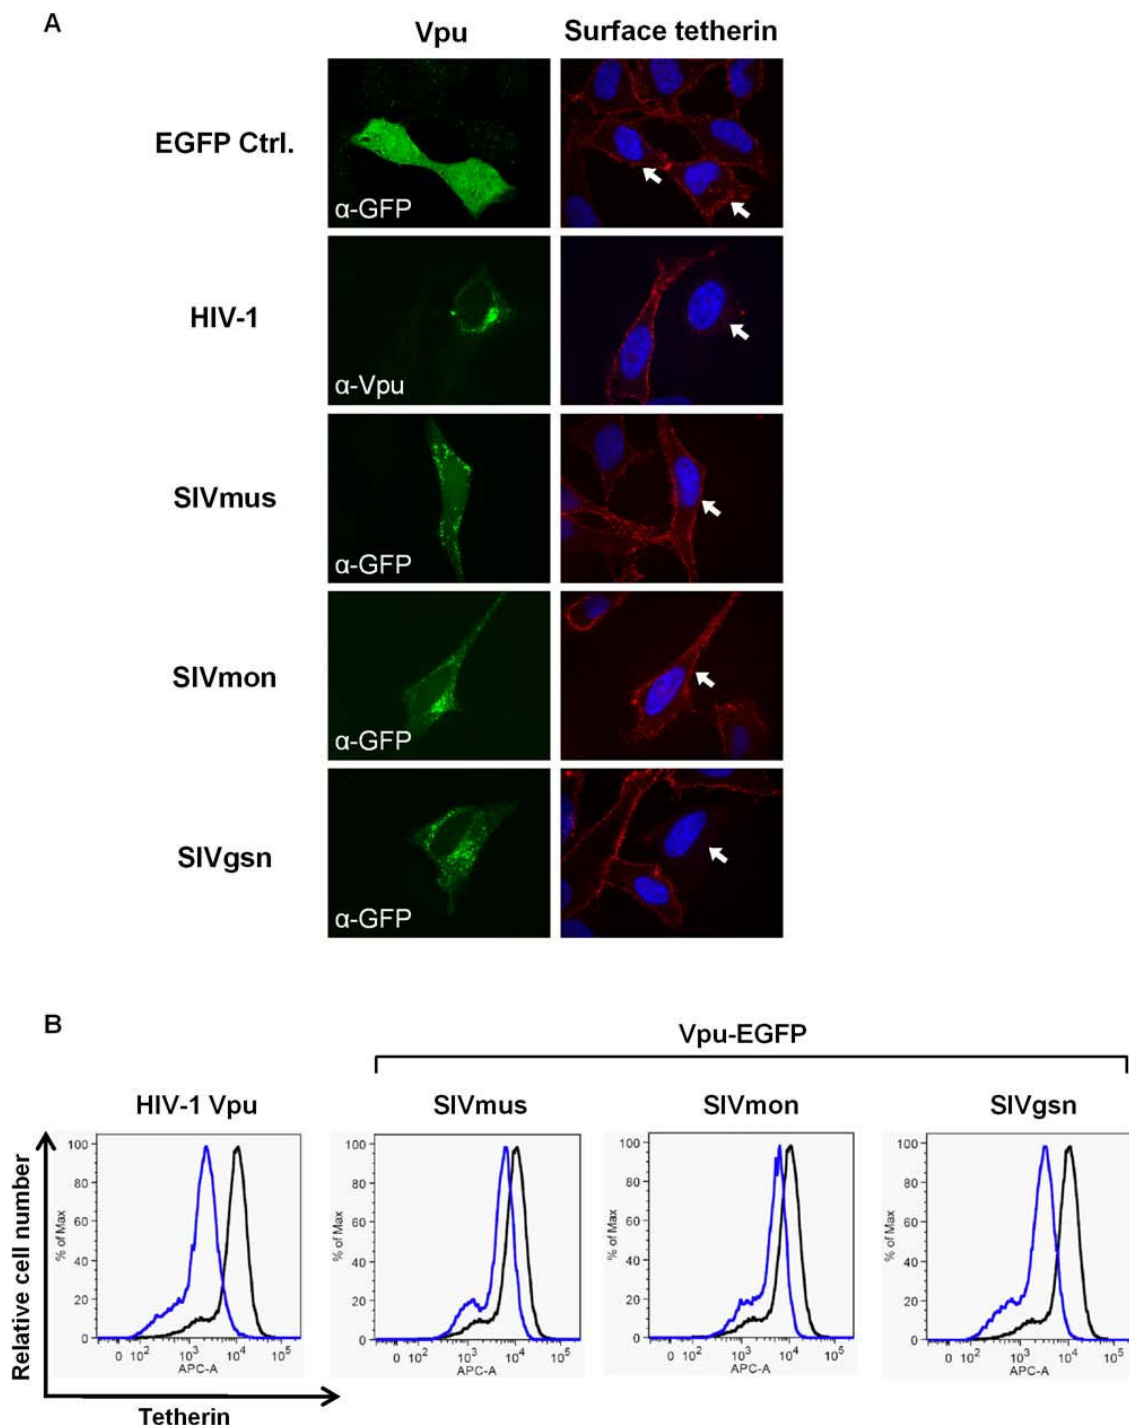 A
Vpu
Surface tetherin
EGFP Ctrl.
α-GFP
HIV-1
α-Vpu
SIVmus
α-GFP
SIVmon
α-GFP
SIVgsn
α-GFP
B
Vpu-EGFP
HIV-1 Vpu
SIVmus
SIVmon
SIVgsn
Relative cell number
% of Max
100
80
60
40
20
0
0 10² 10³ 10⁴ 10⁵
APC-A
% of Max
100
80
60
40
20
0
0 10² 10³ 10⁴ 10⁵
APC-A
% of Max
100
80
60
40
20
0
0 10² 10³ 10⁴ 10⁵
APC-A
% of Max
100
80
60
40
20
0
0 10² 10³ 10⁴ 10⁵
APC-A
Tetherin